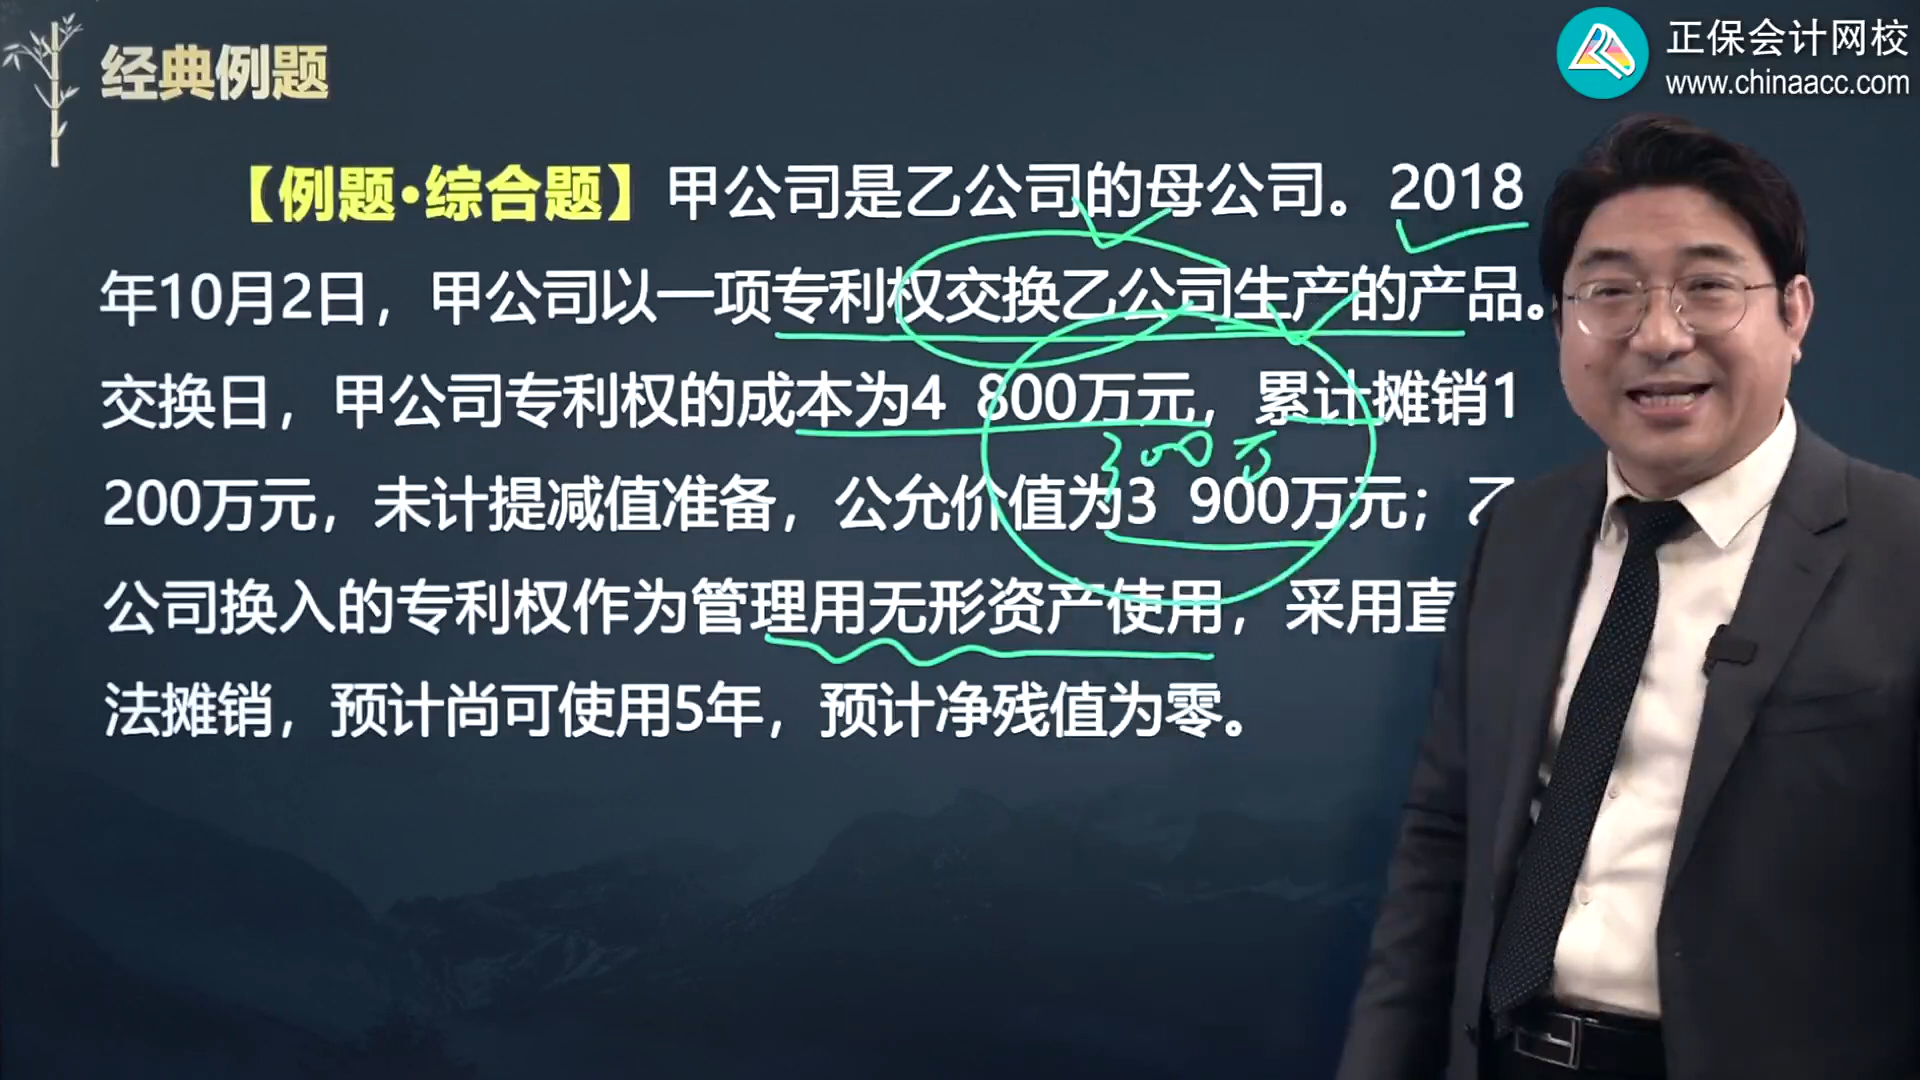 经典例题
正保会计网校
www.chinaacc.com
【例题·综合题】甲公司是乙公司的母公司。2018
年10月2日，甲公司以一项专利权交换乙公司生产的产品。
交换日，甲公司专利权的成本为4 800万元，累计摊销1
300万
200万元，未计提减值准备，公允价值为3 900万元；乙
公司换入的专利权作为管理用无形资产使用，采用直
法摊销，预计尚可使用5年，预计净残值为零。